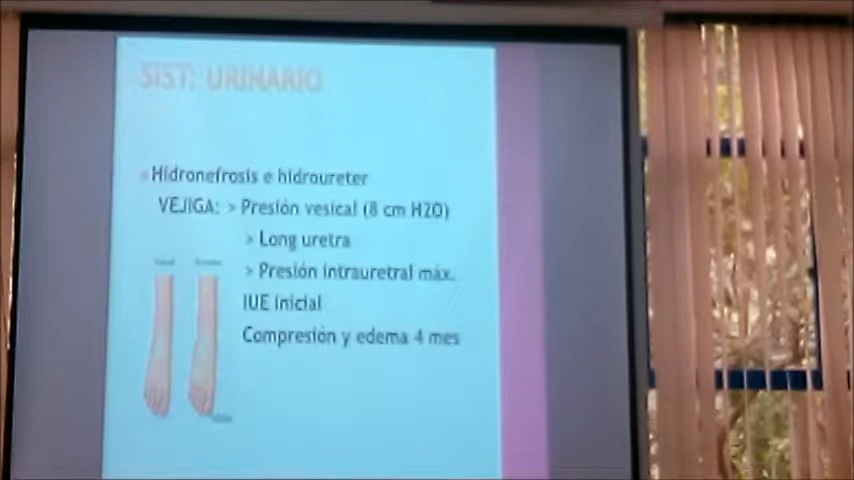 SIST: URINARIO
Hidronefrosis e hidroureter
VEJIGA: > Presión vesical (8 cm H2O)
> Long uretra
> Presión intrauretral máx.
IUE inicial
Compresión y edema 4 mes